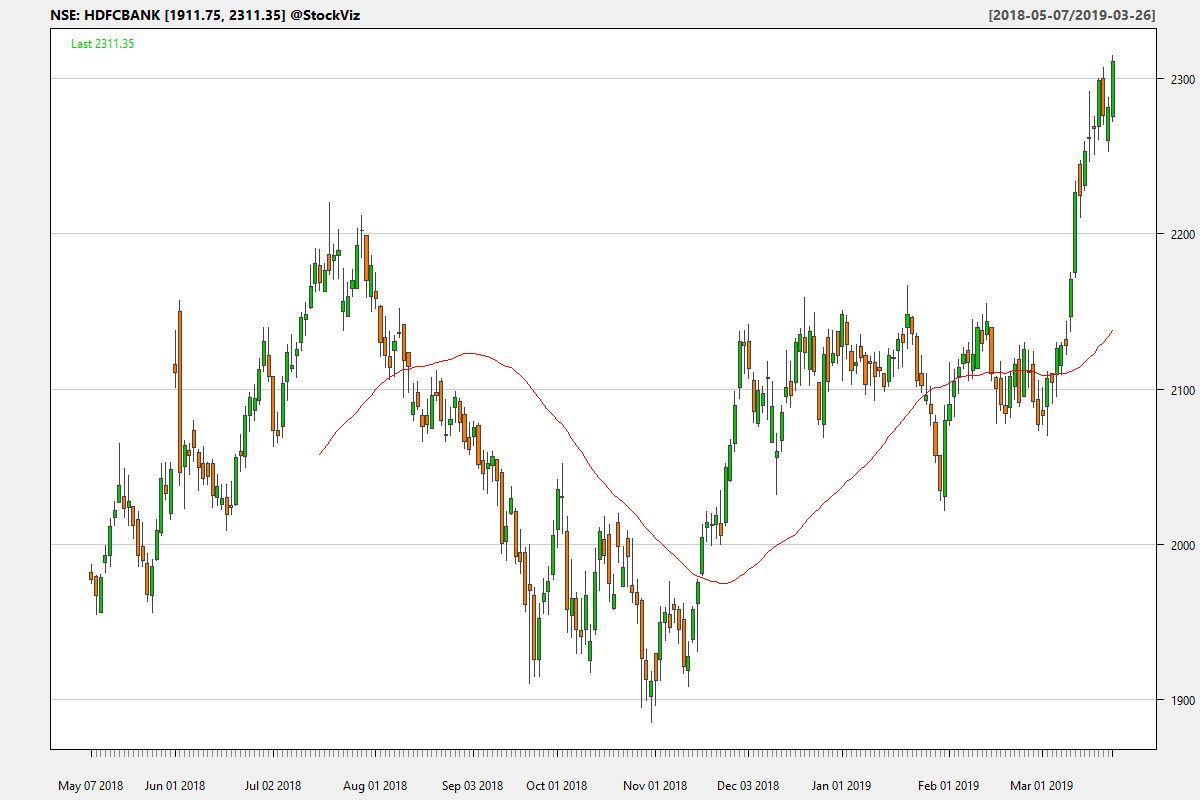 NSE: HDFCBANK [1911.75, 2311.35] @StockViz [2018-05-07/2019-03-26]
Last 2311.35
2300
2200
2100
2000
1900
May 07 2018 Jun 01 2018 Jul 02 2018 Aug 01 2018 Sep 03 2018 Oct 01 2018 Nov 01 2018 Dec 03 2018 Jan 01 2019 Feb 01 2019 Mar 01 2019